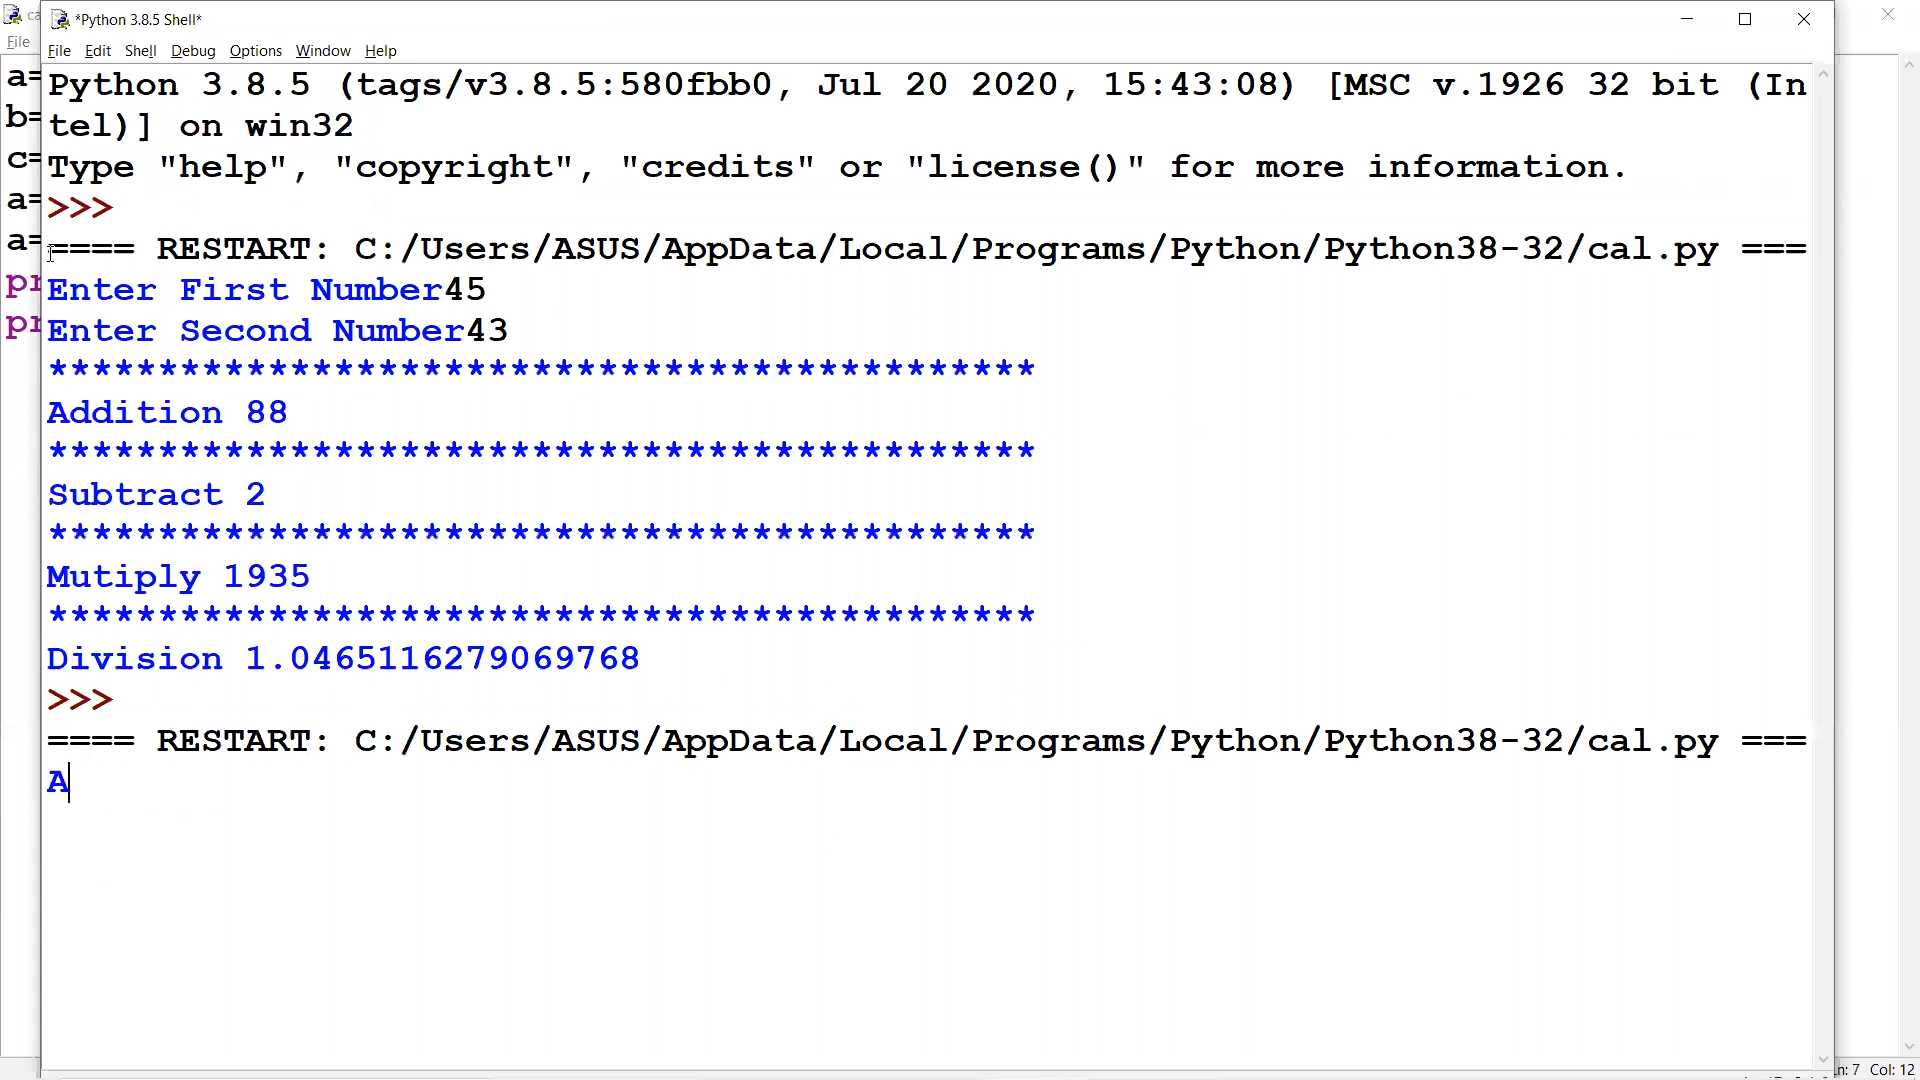 *Python 3.8.5 Shell*
File
File Edit Shell Debug Options Window Help
a=
b=
c=
a=
a=
pr
pr
Python 3.8.5 (tags/v3.8.5:580fbb0, Jul 20 2020, 15:43:08) [MSC v.1926 32 bit (In
tel)] on win32
Type "help", "copyright", "credits" or "license()" for more information.
>>>
==== RESTART: C:/Users/ASUS/AppData/Local/Programs/Python/Python38-32/cal.py ===
Enter First Number45
Enter Second Number43
*********************************************
Addition 88
*********************************************
Subtract 2
*********************************************
Mutiply 1935
*********************************************
Division 1.0465116279069768
>>>
==== RESTART: C:/Users/ASUS/AppData/Local/Programs/Python/Python38-32/cal.py ===
A
n: 7 Col: 12